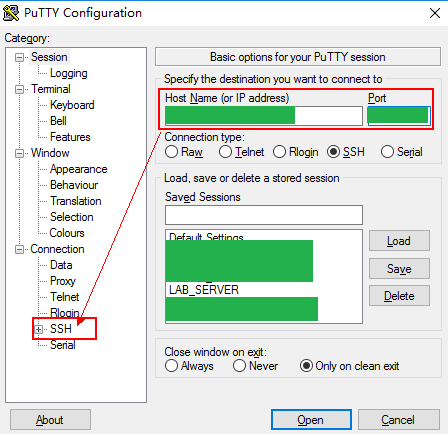 PuTTY Configuration
Category:
Session
Logging
Terminal
Keyboard
Bell
Features
Window
Appearance
Behaviour
Translation
Selection
Colours
Connection
Data
Proxy
Telnet
Rlogin
SSH
Serial
Basic options for your PuTTY session
Specify the destination you want to connect to
Host Name (or IP address) Port
Connection type:
Raw Telnet Rlogin SSH Serial
Load, save or delete a stored session
Saved Sessions
Default Settings
LAB_SERVER
Load
Save
Delete
Close window on exit:
Always Never Only on clean exit
About Open Cancel